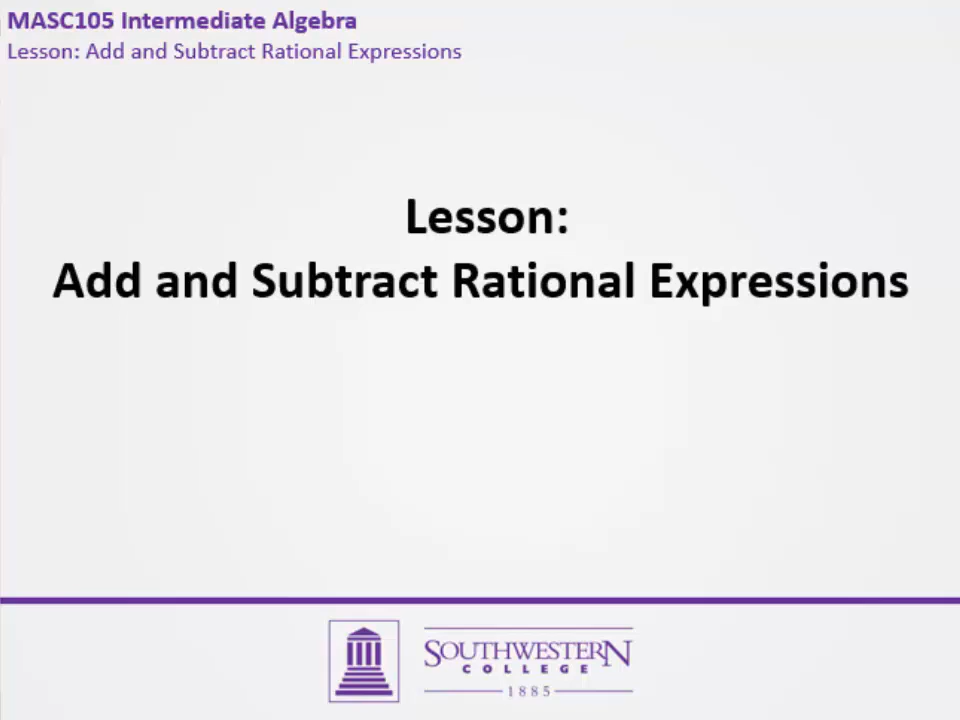 MASC105 Intermediate Algebra
Lesson: Add and Subtract Rational Expressions
Lesson:
Add and Subtract Rational Expressions
SOUTHWESTERN
COLLEGE
1885